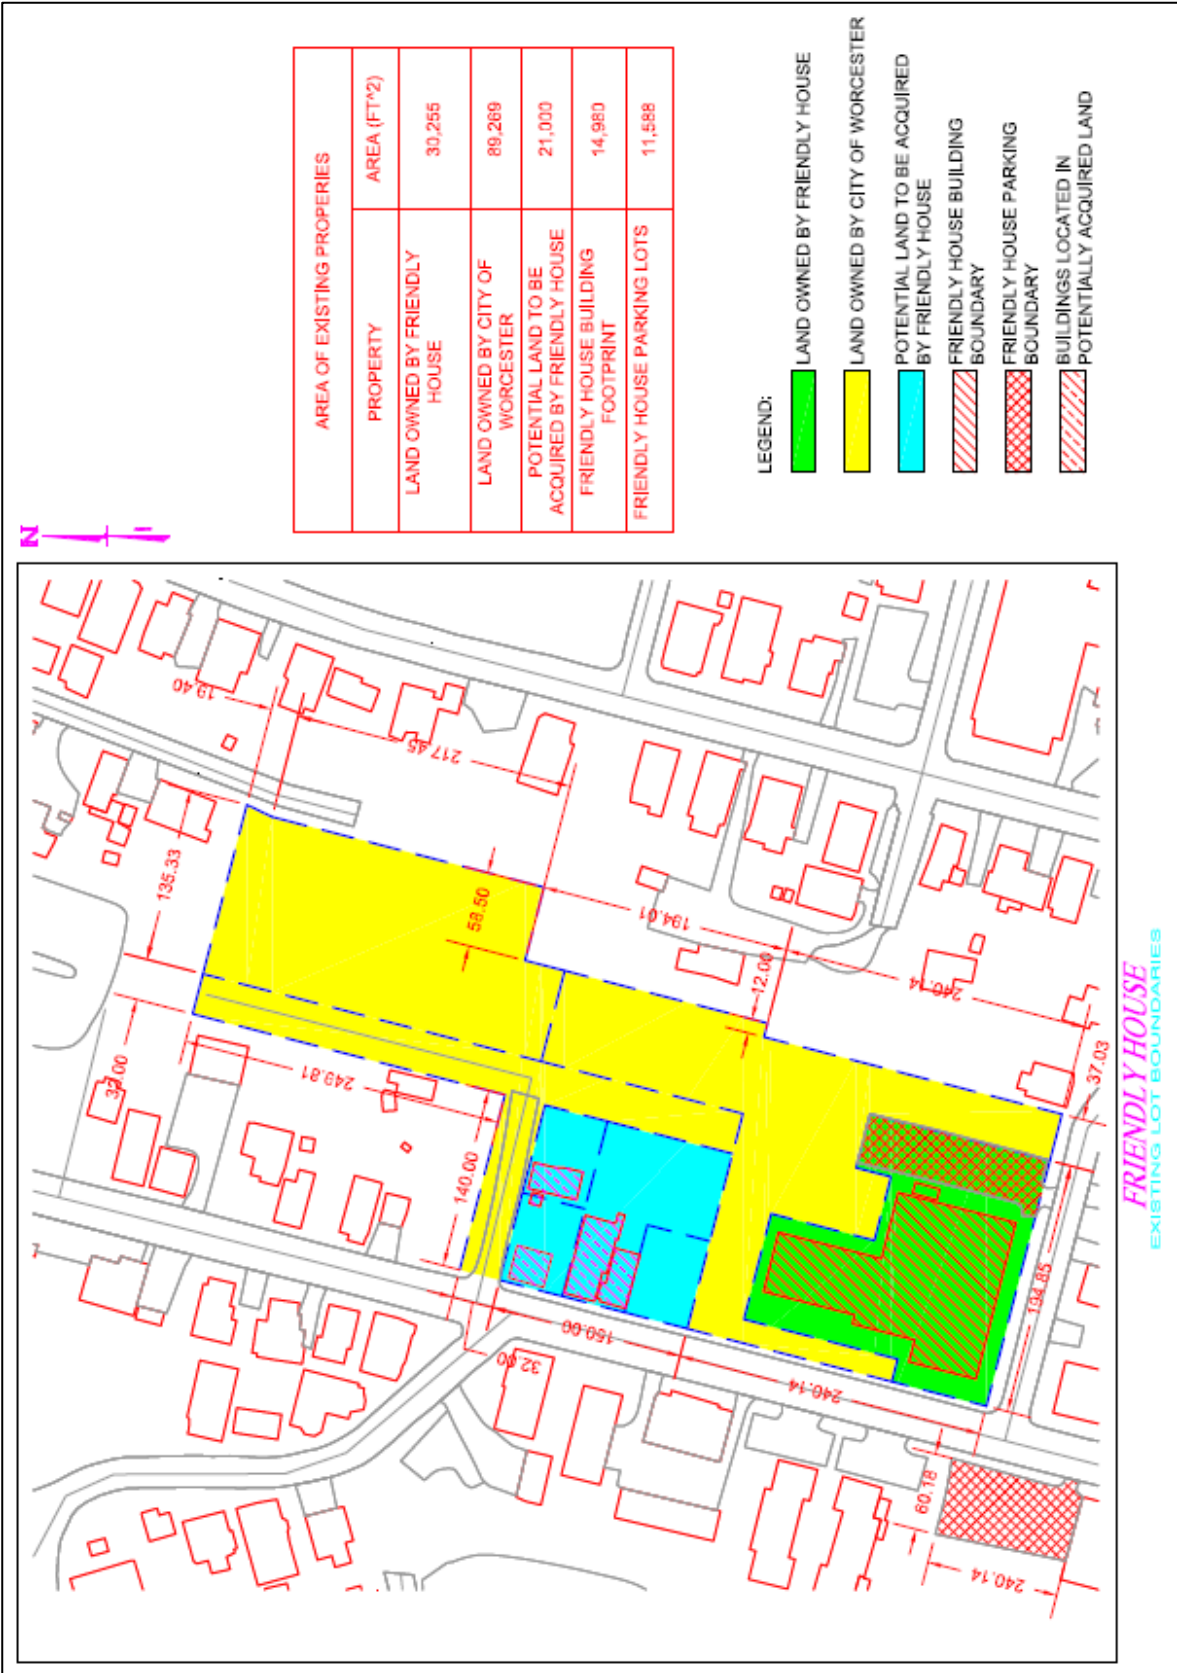 N
AREA OF EXISTING PROPERIES
PROPERTY
AREA (FT^2)
LAND OWNED BY FRIENDLY
HOUSE
30,255
LAND OWNED BY CITY OF
WORCESTER
89,269
POTENTIAL LAND TO BE
ACQUIRED BY FRIENDLY HOUSE
21,000
FRIENDLY HOUSE BUILDING
FOOTPRINT
14,980
FRIENDLY HOUSE PARKING LOTS
11,588
LEGEND:
LAND OWNED BY FRIENDLY HOUSE
LAND OWNED BY CITY OF WORCESTER
POTENTIAL LAND TO BE ACQUIRED
BY FRIENDLY HOUSE
FRIENDLY HOUSE BUILDING
BOUNDARY
FRIENDLY HOUSE PARKING
BOUNDARY
BUILDINGS LOCATED IN
POTENTIALLY ACQUIRED LAND
19.40
217.45
135.33
58.50
194.01
12.00
240.14
37.03
249.81
140.00
150.00
32.00
240.14
194.85
60.18
240.14
FRIENDLY HOUSE
EXISTING LOT BOUNDARIES